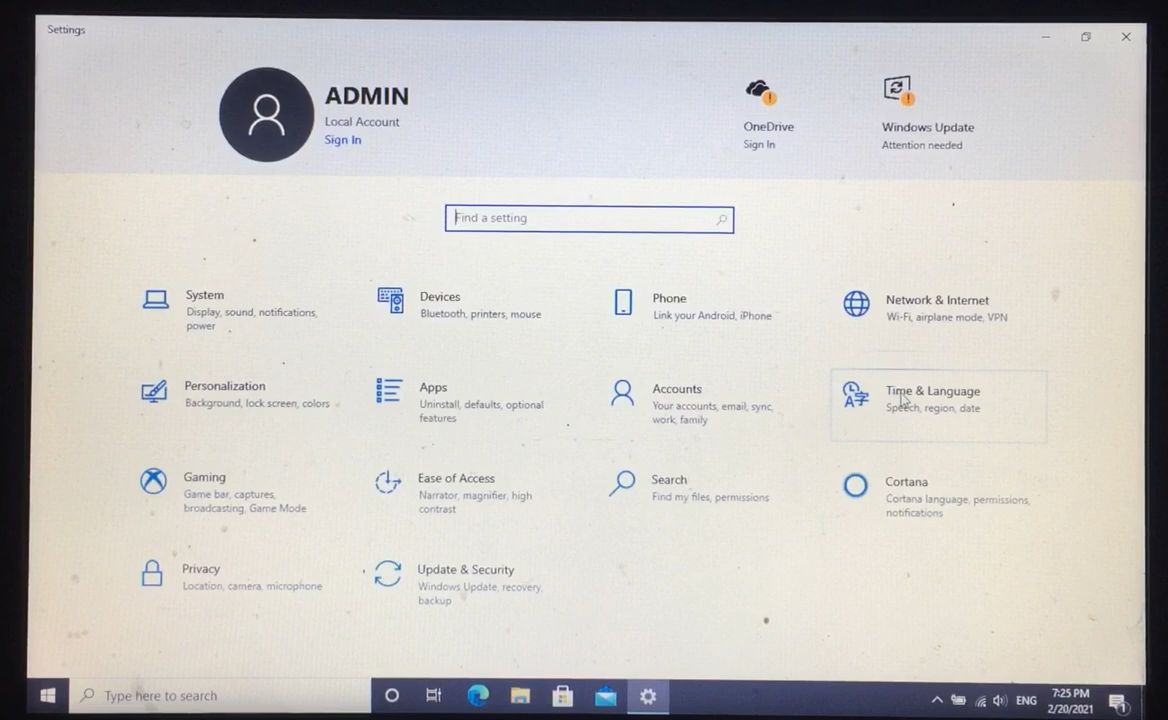 Settings
ADMIN
Local Account
Sign In
OneDrive
Sign In
Windows Update
Attention needed
Find a setting
System
Display, sound, notifications,
power
Devices
Bluetooth, printers, mouse
Phone
Link your Android, iPhone
Network & Internet
Wi-Fi, airplane mode, VPN
Personalization
Background, lock screen, colors
Apps
Uninstall, defaults, optional
features
Accounts
Your accounts, email, sync,
work, family
Time & Language
Speech, region, date
Gaming
Game bar, captures,
broadcasting, Game Mode
Ease of Access
Narrator, magnifier, high
contrast
Search
Find my files, permissions
Cortana
Cortana language, permissions,
notifications
Privacy
Location, camera, microphone
Update & Security
Windows Update, recovery,
backup
Type here to search
ENG
7:25 PM
2/20/2021
1